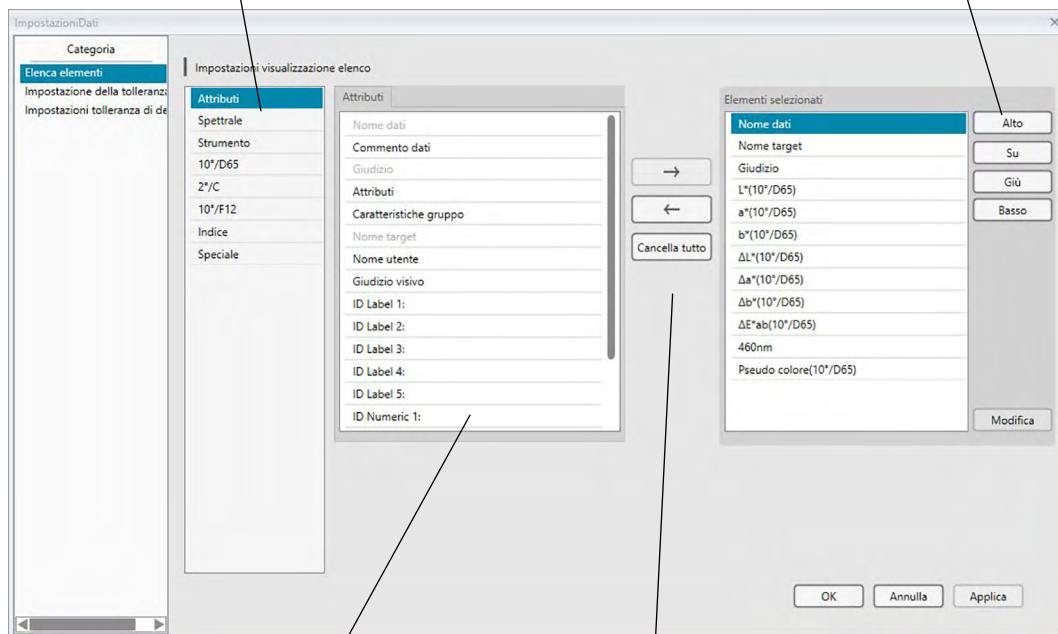 ImpostazioniDati
Categoria
Elenca elementi
Impostazione della tolleranza
Impostazioni tolleranza di de
Impostazioni visualizzazione elenco
Attributi
Spettrale
Strumento
10°/D65
2°/C
10°/F12
Indice
Speciale
Attributi
Nome dati
Commento dati
Giudizio
Attributi
Caratteristiche gruppo
Nome target
Nome utente
Giudizio visivo
ID Label 1:
ID Label 2:
ID Label 3:
ID Label 4:
ID Label 5:
ID Numeric 1:
→
←
Cancella tutto
Elementi selezionati
Nome dati
Nome target
Giudizio
L*(10°/D65)
a*(10°/D65)
b*(10°/D65)
ΔL*(10°/D65)
Δa*(10°/D65)
Δb*(10°/D65)
ΔE*ab(10°/D65)
460nm
Pseudo colore(10°/D65)
Alto
Su
Giù
Basso
Modifica
OK
Annulla
Applica